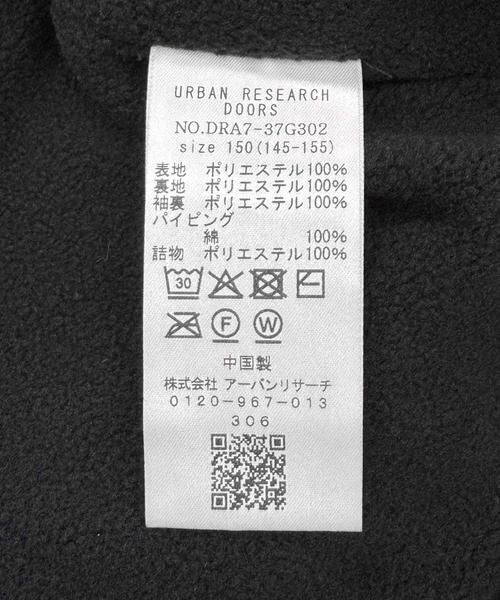 URBAN RESEARCH
DOORS
NO.DRA7-37G302
size 150(145-155)
表地 ポリエステル100%
裏地 ポリエステル100%
袖裏 ポリエステル100%
パイピング
綿 100%
詰物 ポリエステル100%
30
F W
中国製
株式会社 アーバンリサーチ
0120-967-013
306